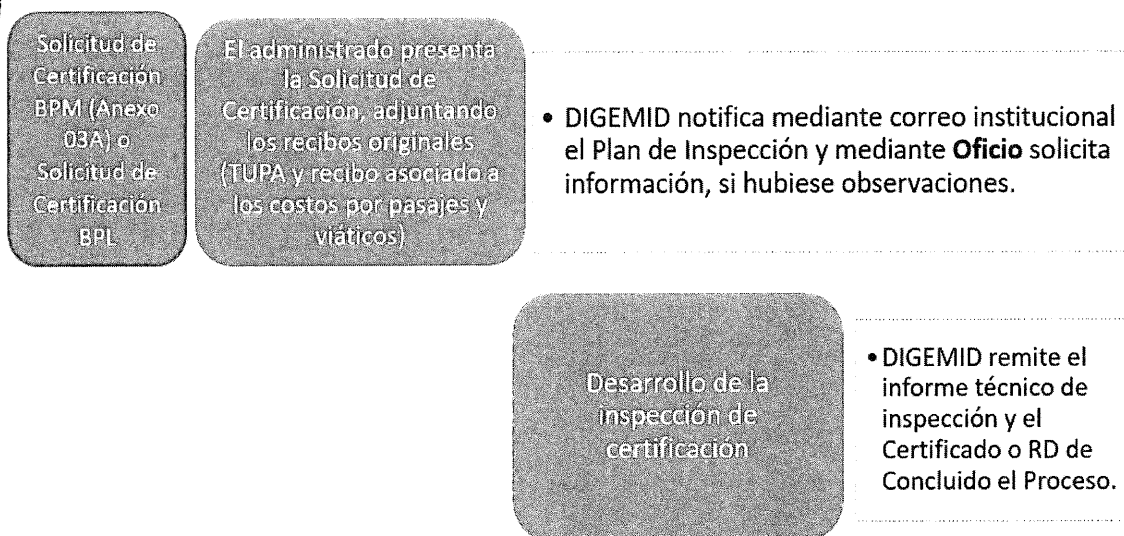 Solicitud de
Certificación
BPM (Anexo
03A) o
Solicitud de
Certificación
BPL
El administrado presenta
la Solicitud de
Certificación, adjuntando
los recibos originales
(TUPA y recibo asociado a
los costos por pasajes y
viáticos)
• DIGEMID notifica mediante correo institucional
el Plan de Inspección y mediante Oficio solicita
información, si hubiese observaciones.
Desarrollo de la
inspección de
certificación
• DIGEMID remite el
informe técnico de
inspección y el
Certificado o RD de
Concluido el Proceso.